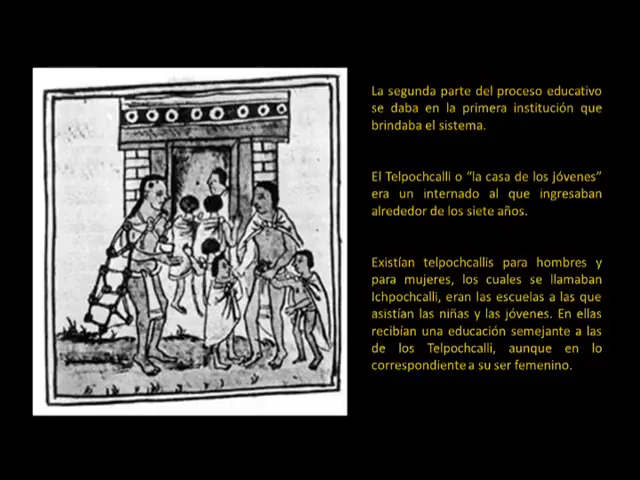 La segunda parte del proceso educativo
se daba en la primera institución que
brindaba el sistema.
El Telpochcalli o “la casa de los jóvenes”
era un internado al que ingresaban
alrededor de los siete años.
Existían telpochcallis para hombres y
para mujeres, los cuales se llamaban
Ichpochcalli, eran las escuelas a las que
asistían las niñas y las jóvenes. En ellas
recibían una educación semejante a las
de los Telpochcalli, aunque en lo
correspondiente a su ser femenino.